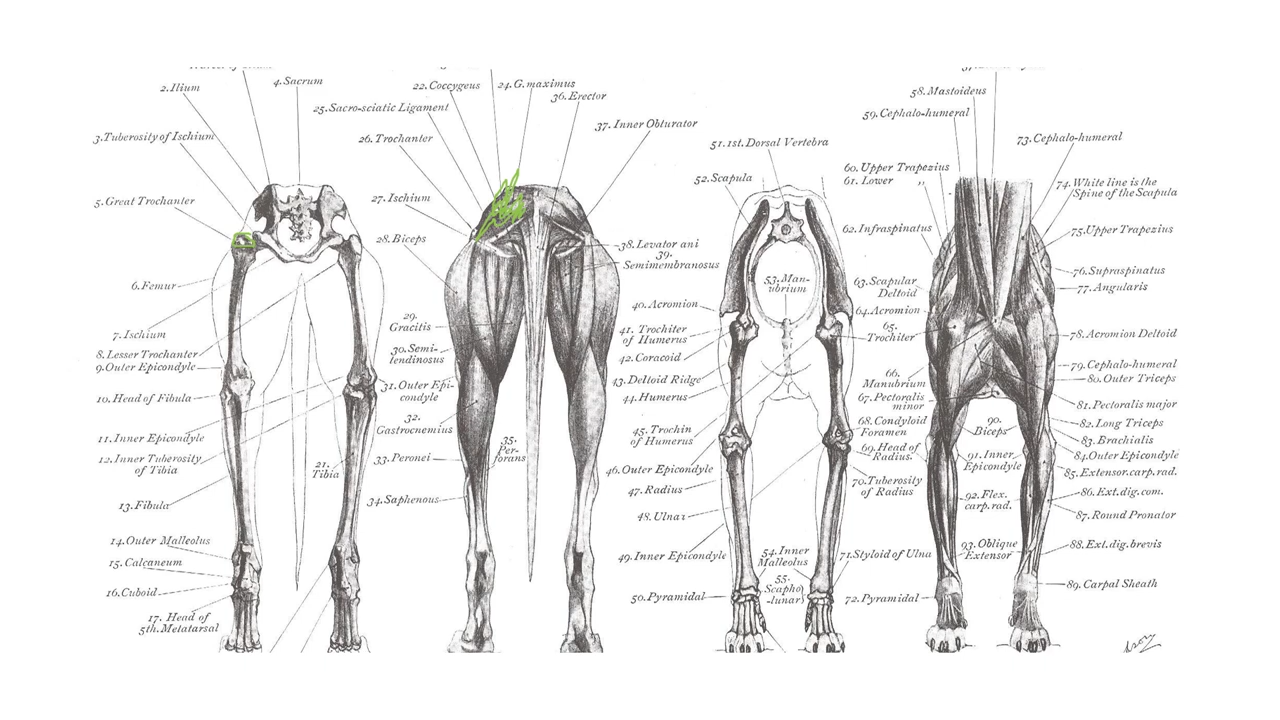 4.Sacrum
2.Ilium
3.Tuberosity of Ischium
5.Great Trochanter
6.Femur
7.Ischium
8.Lesser Trochanter
9.Outer Epicondyle
10.Head of Fibula
11.Inner Epicondyle
12.Inner Tuberosity
of Tibia
13.Fibula
14.Outer Malleolus
15.Calcaneum
16.Cuboid
17.Head of
5th.Metatarsal
21.
Tibia
22.Coccygeus
24.G.maximus
25.Sacro-sciatic Ligament
36.Erector
26.Trochanter
37.Inner Obturator
27.Ischium
28.Biceps
38.Levator ani
39.
Semimembranosus
29.
Gracitis
30.Semi-
tendinosus
31.Outer Epi-
condyle
32.
Gastrocnemius
33.Peronei
34.Saphenous
35.
Per-
forans
51.1st.Dorsal Vertebra
52.Scapula
53.Man-
ubrium
40.Acromion
41.Trochiter
of Humerus
42.Coracoid
43.Deltoid Ridge
44.Humerus
45.Trochin
of Humerus
46.Outer Epicondyle
47.Radius
48.Ulna
49.Inner Epicondyle
50.Pyramidal
54.Inner
Malleolus
55.
Scapho
-lunar
58.Mastoideus
59.Cephalo-humeral
60.Upper Trapezius
61.Lower „
62.Infraspinatus
63.Scapular
Deltoid
64.Acromion
65.
Trochiter
66.
Manubrium
67.Pectoralis
minor
68.Condyloid
Foramen
69.Head of
Radius.
70.Tuberosity
of Radius
71.Styloid of Ulna
72.Pyramidal
73.Cephalo-humeral
74.White line is the
Spine of the Scapula
75.Upper Trapezius
76.Supraspinatus
77.Angularis
78.Acromion Deltoid
79.Cephalo-humeral
80.Outer Triceps
81.Pectoralis major
82.Long Triceps
83.Brachialis
84.Outer Epicondyle
85.Extensor.carp.rad.
86.Ext.dig.com.
87.Round Pronator
88.Ext.dig.brevis
89.Carpal Sheath
90.
Biceps
91.Inner
Epicondyle
92.Flex.
carp.rad.
93.Oblique
Extensor